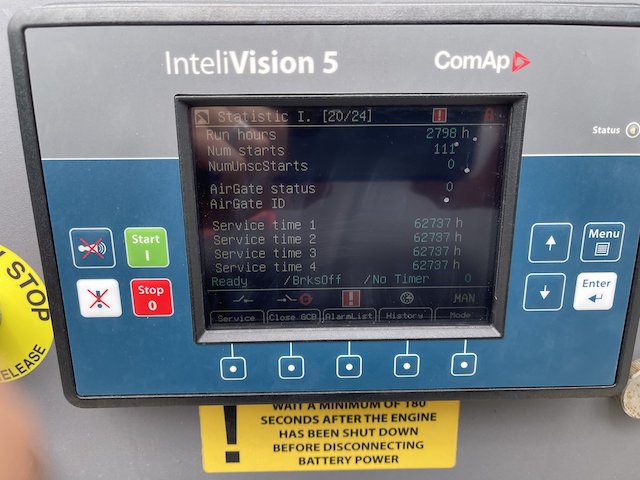 InteliVision 5
ComAp
Status
Statistic I. [20/24]
Run hours 2798 h
Num starts 111
NumUnscStarts 0
AirGate status 0
AirGate ID
Service time 1 62737 h
Service time 2 62737 h
Service time 3 62737 h
Service time 4 62737 h
Ready /BrksOff /No Timer 0
MAN
Service Close GCB AlarmList History Mode
Start
I
Stop
0
Menu
Enter
STOP
RELEASE
! WAIT A MINIMUM OF 180
SECONDS AFTER THE ENGINE
HAS BEEN SHUT DOWN
BEFORE DISCONNECTING
BATTERY POWER